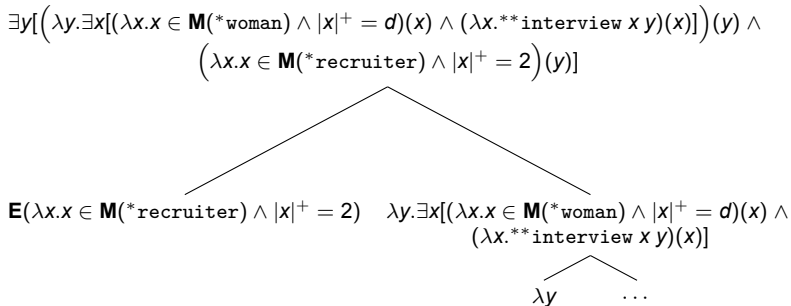 ∃y[(λy.∃x[(λx.x ∈ M(*woman) ∧ |x|⁺ = d)(x) ∧ (λx.**interview x y)(x)])(y) ∧
(λx.x ∈ M(*recruiter) ∧ |x|⁺ = 2)(y)]
E(λx.x ∈ M(*recruiter) ∧ |x|⁺ = 2) λy.∃x[(λx.x ∈ M(*woman) ∧ |x|⁺ = d)(x) ∧
(λx.**interview x y)(x)]
λy ...